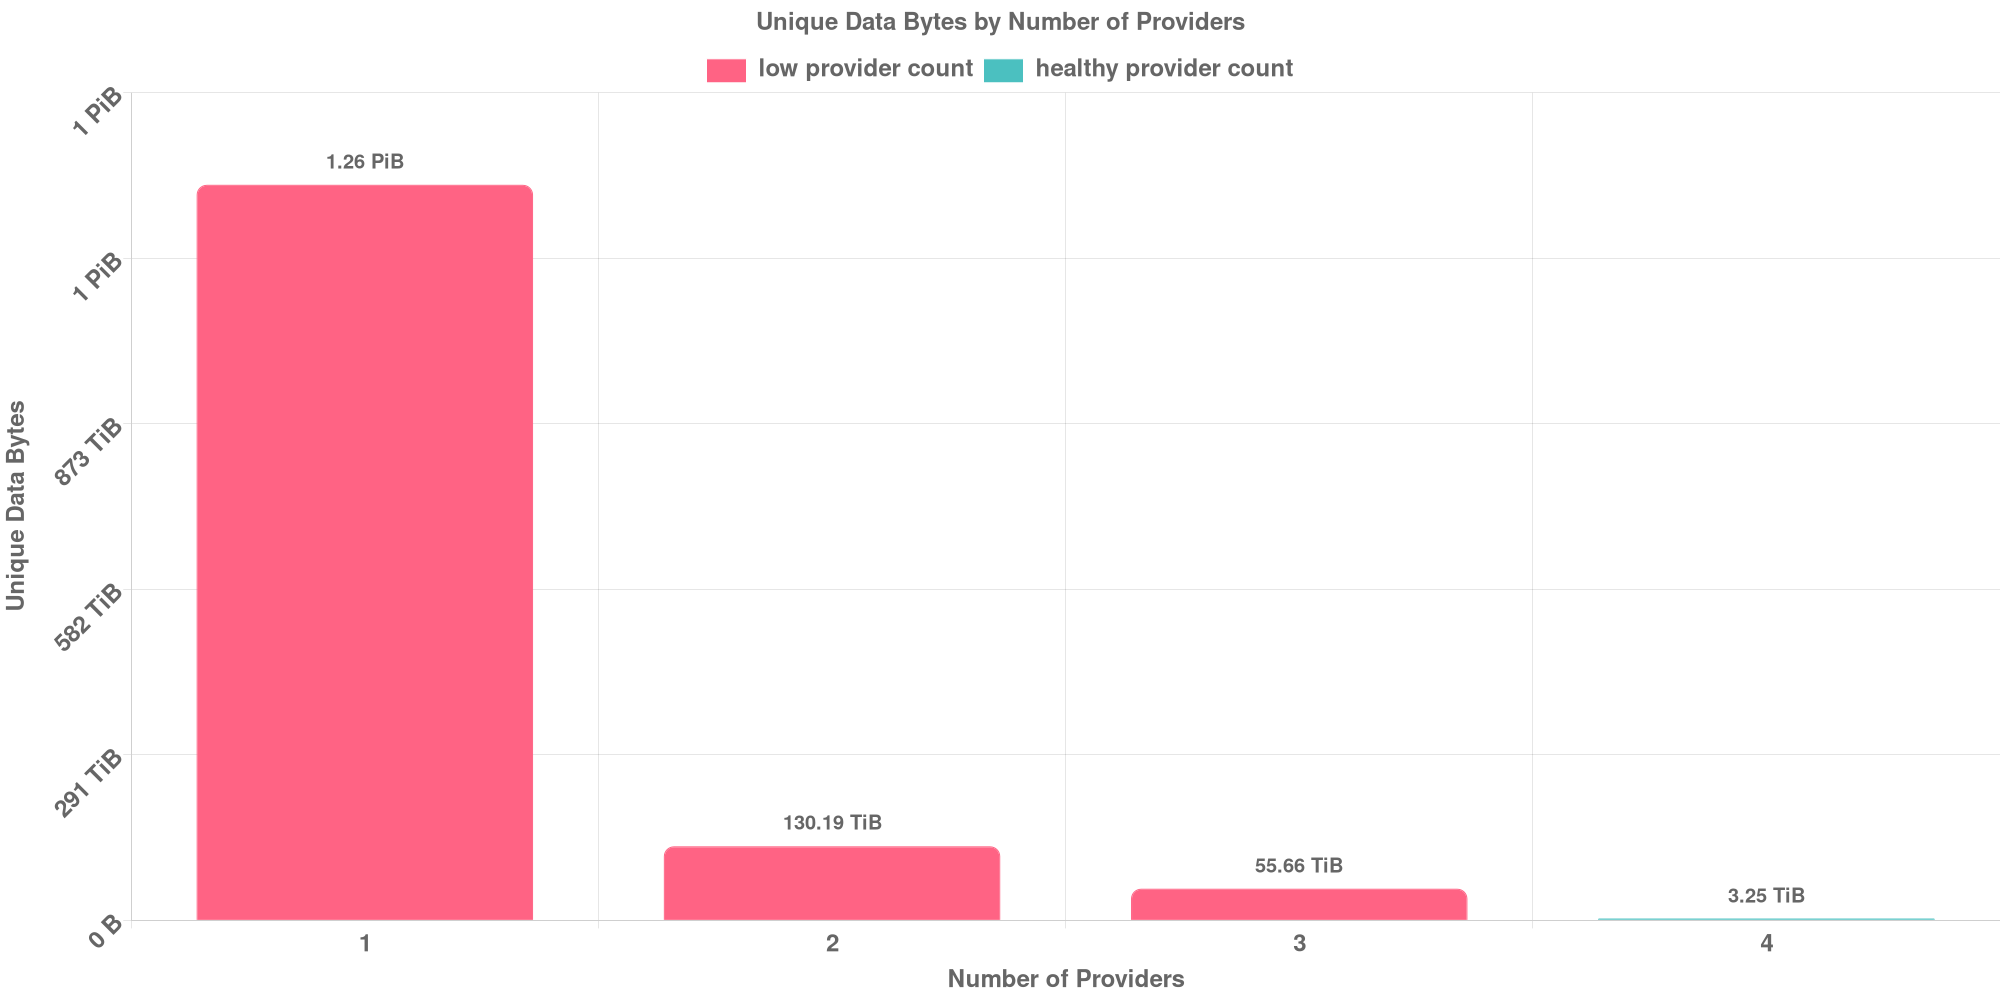 Unique Data Bytes by Number of Providers
low provider count
healthy provider count
1 PiB
1 PiB
873 TiB
582 TiB
291 TiB
0 B
Unique Data Bytes
1.26 PiB
130.19 TiB
55.66 TiB
3.25 TiB
1
2
3
4
Number of Providers